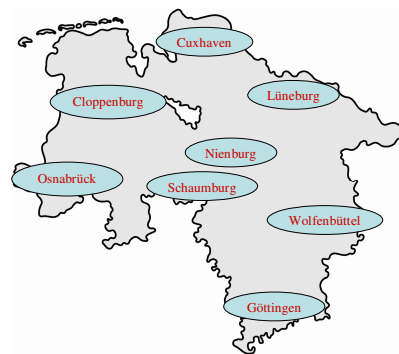 Cuxhaven
Lüneburg
Cloppenburg
Nienburg
Osnabrück
Schaumburg
Wolfenbüttel
Göttingen